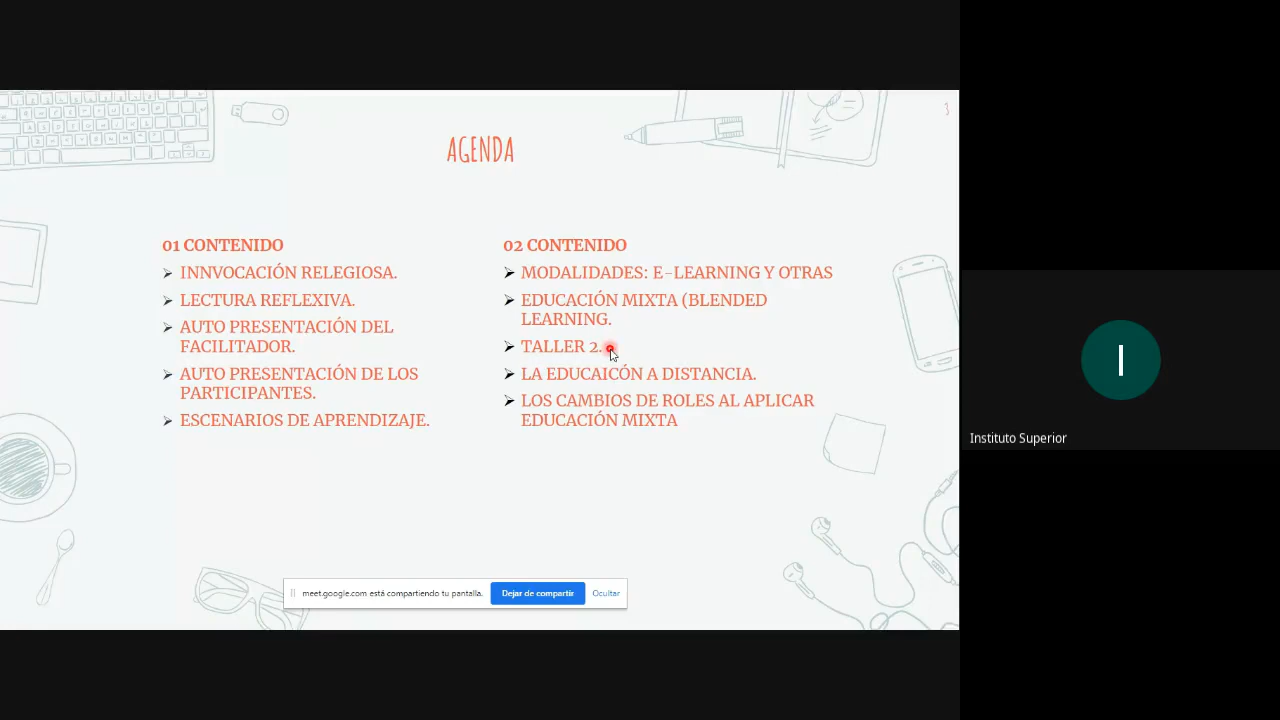 3
AGENDA
01 CONTENIDO
INNVOCACIÓN RELEGIOSA.
LECTURA REFLEXIVA.
AUTO PRESENTACIÓN DEL
FACILITADOR.
AUTO PRESENTACIÓN DE LOS
PARTICIPANTES.
ESCENARIOS DE APRENDIZAJE.
02 CONTENIDO
MODALIDADES: E-LEARNING Y OTRAS
EDUCACIÓN MIXTA (BLENDED
LEARNING.
TALLER 2.
LA EDUCAICÓN A DISTANCIA.
LOS CAMBIOS DE ROLES AL APLICAR
EDUCACIÓN MIXTA
meet.google.com está compartiendo tu pantalla.
Dejar de compartir
Ocultar
I
Instituto Superior